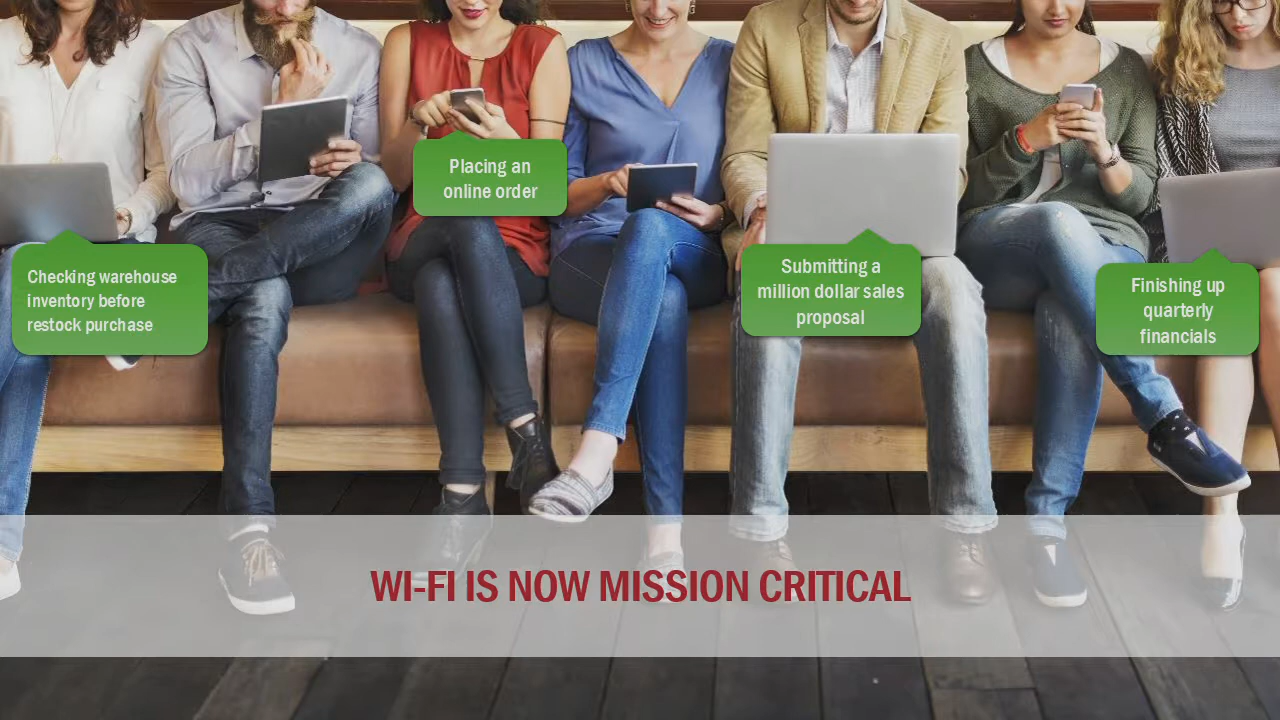 Placing an
online order
Checking warehouse
inventory before
restock purchase
Submitting a
million dollar sales
proposal
Finishing up
quarterly
financials
WI-FI IS NOW MISSION CRITICAL